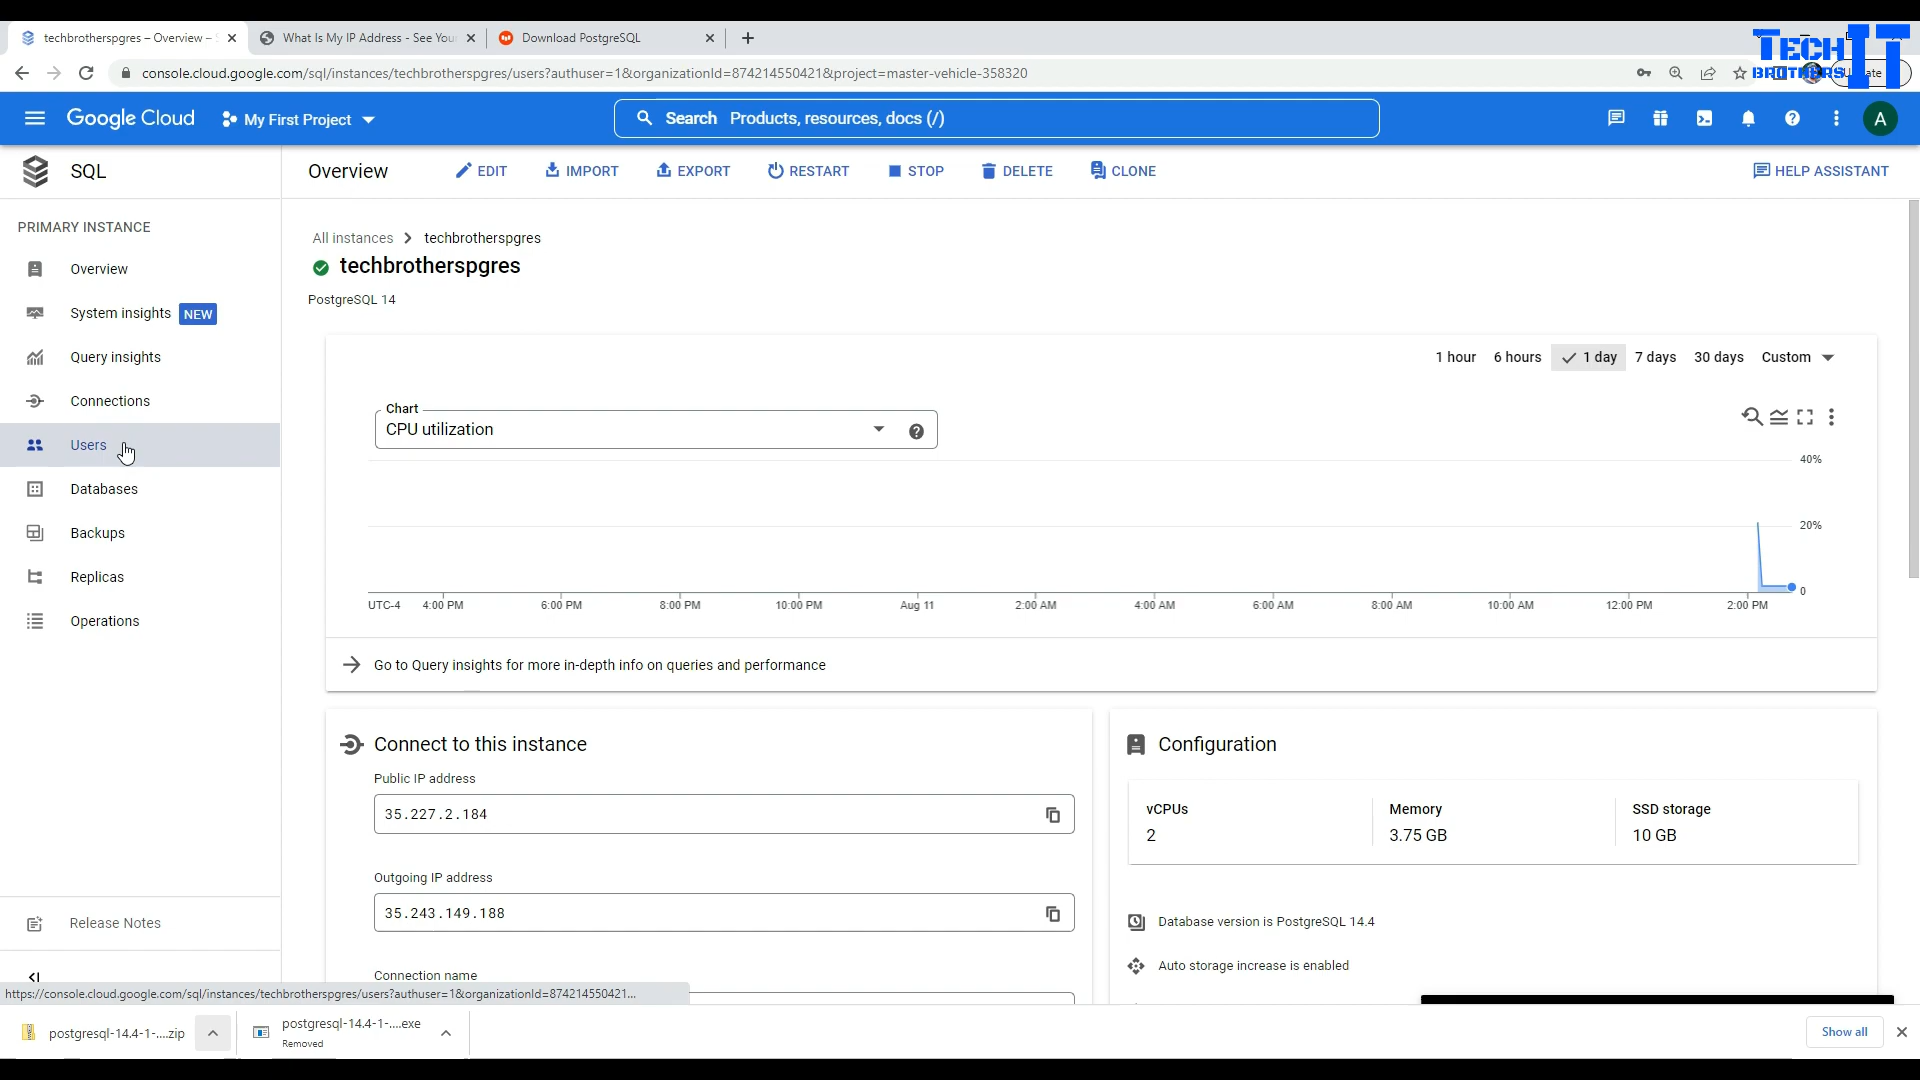 techbrotherspgres – Overview –
What Is My IP Address - See You
Download PostgreSQL
console.cloud.google.com/sql/instances/techbrotherspgres/users?authuser=1&organizationId=874214550421&project=master-vehicle-358320
TECH IT
BROTHERS
Google Cloud
My First Project
Search Products, resources, docs (/)
A
SQL
Overview
EDIT
IMPORT
EXPORT
RESTART
STOP
DELETE
CLONE
HELP ASSISTANT
PRIMARY INSTANCE
Overview
System insights NEW
Query insights
Connections
Users
Databases
Backups
Replicas
Operations
Release Notes
All instances > techbrotherspgres
techbrotherspgres
PostgreSQL 14
1 hour 6 hours 1 day 7 days 30 days Custom
Chart
CPU utilization
40%
20%
0
UTC-4 4:00 PM 6:00 PM 8:00 PM 10:00 PM Aug 11 2:00 AM 4:00 AM 6:00 AM 8:00 AM 10:00 AM 12:00 PM 2:00 PM
Go to Query insights for more in-depth info on queries and performance
Connect to this instance
Public IP address
35.227.2.184
Outgoing IP address
35.243.149.188
Connection name
Configuration
vCPUs
2
Memory
3.75 GB
SSD storage
10 GB
Database version is PostgreSQL 14.4
Auto storage increase is enabled
https://console.cloud.google.com/sql/instances/techbrotherspgres/users?authuser=1&organizationId=874214550421...
postgresql-14.4-1-....zip
postgresql-14.4-1-....exe
Removed
Show all